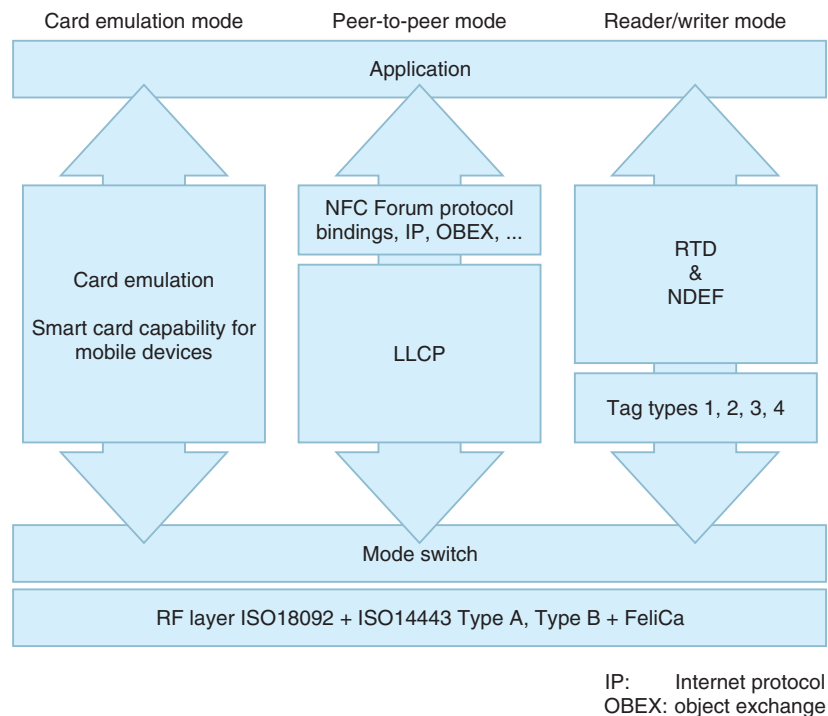 Card emulation mode
Peer-to-peer mode
Reader/writer mode
Application
Card emulation
Smart card capability for
mobile devices
NFC Forum protocol
bindings, IP, OBEX, ...
LLCP
RTD
&
NDEF
Tag types 1, 2, 3, 4
Mode switch
RF layer ISO18092 + ISO14443 Type A, Type B + FeliCa
IP: Internet protocol
OBEX: object exchange